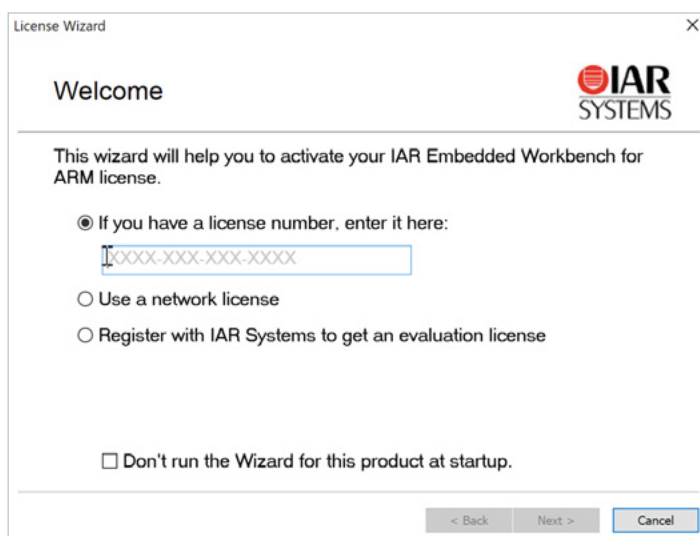 License Wizard
Welcome
IAR
SYSTEMS
This wizard will help you to activate your IAR Embedded Workbench for
ARM license.
If you have a license number, enter it here:
XXXX-XXX-XXX-XXXX
Use a network license
Register with IAR Systems to get an evaluation license
Don't run the Wizard for this product at startup.
< Back Next > Cancel